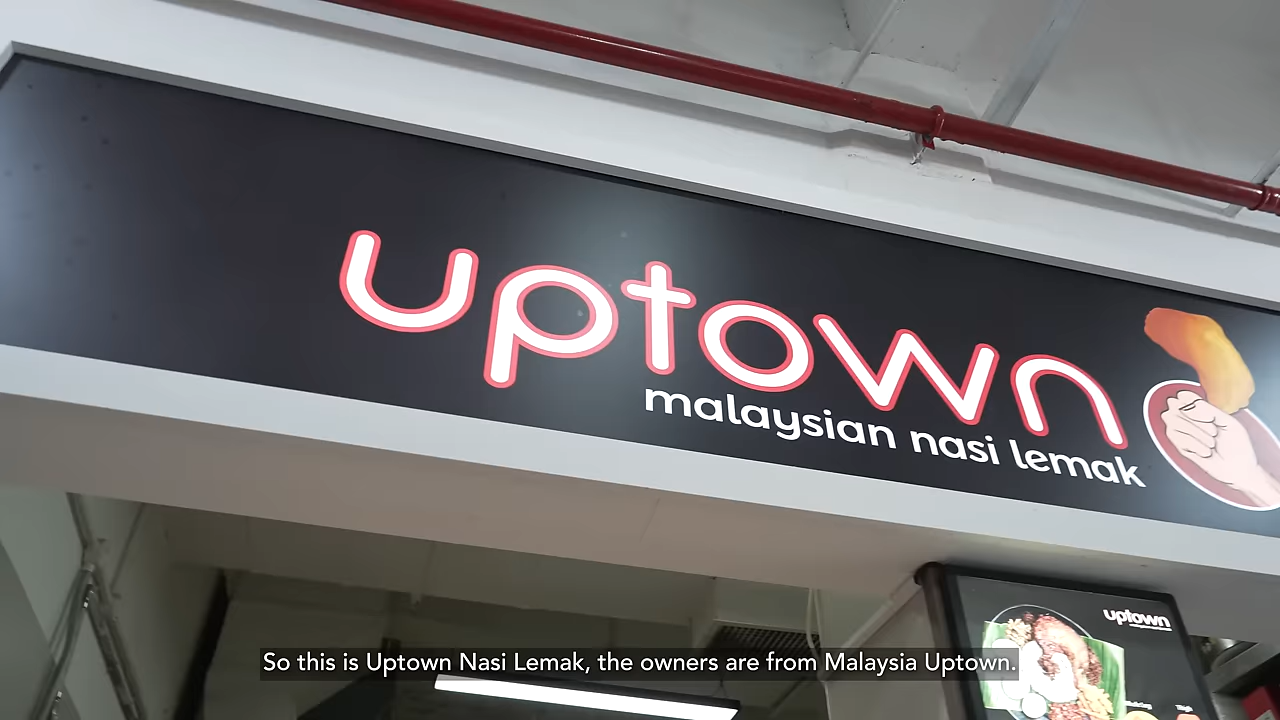 uptown
malaysian nasi lemak
uptown
So this is Uptown Nasi Lemak, the owners are from Malaysia Uptown.